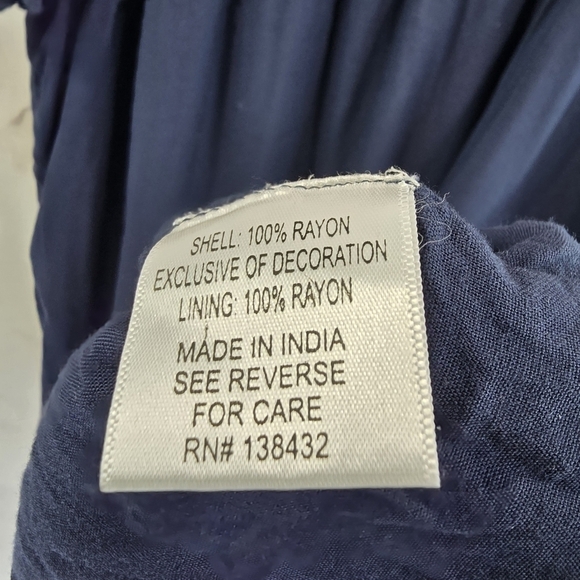 SHELL: 100% RAYON
EXCLUSIVE OF DECORATION
LINING: 100% RAYON
MADE IN INDIA
SEE REVERSE
FOR CARE
RN# 138432